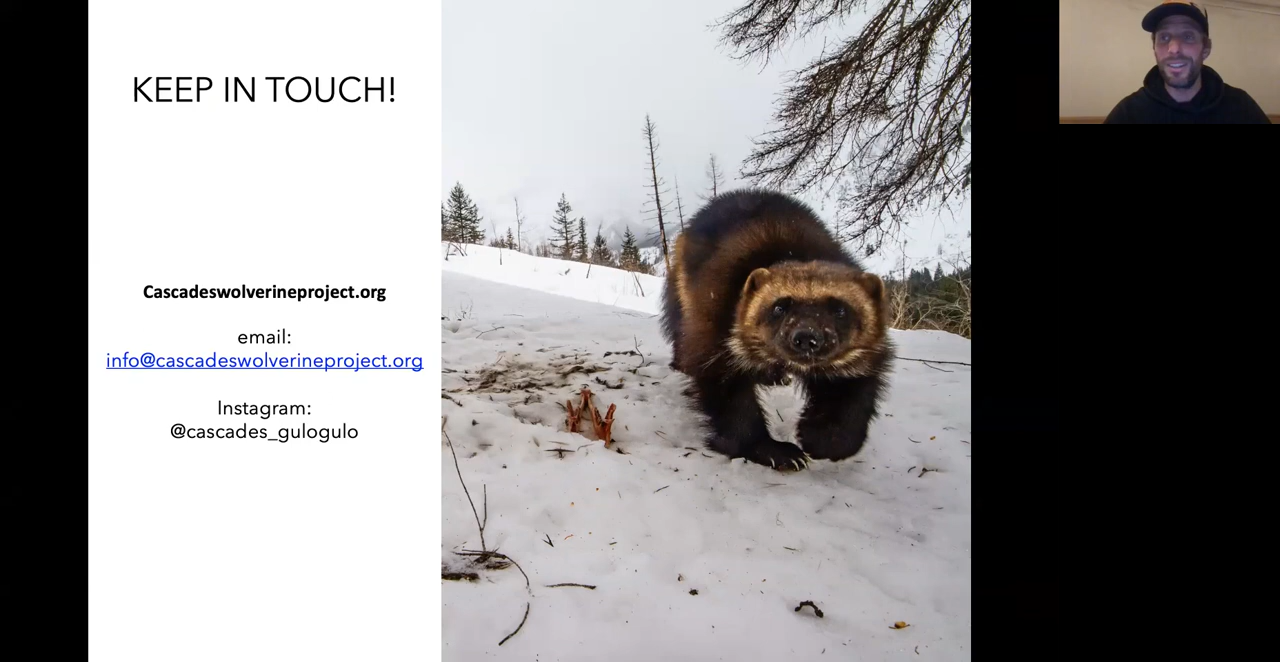 KEEP IN TOUCH!
Cascadeswolverineproject.org
email:
info@cascadeswolverineproject.org
Instagram:
@cascades_gulogulo